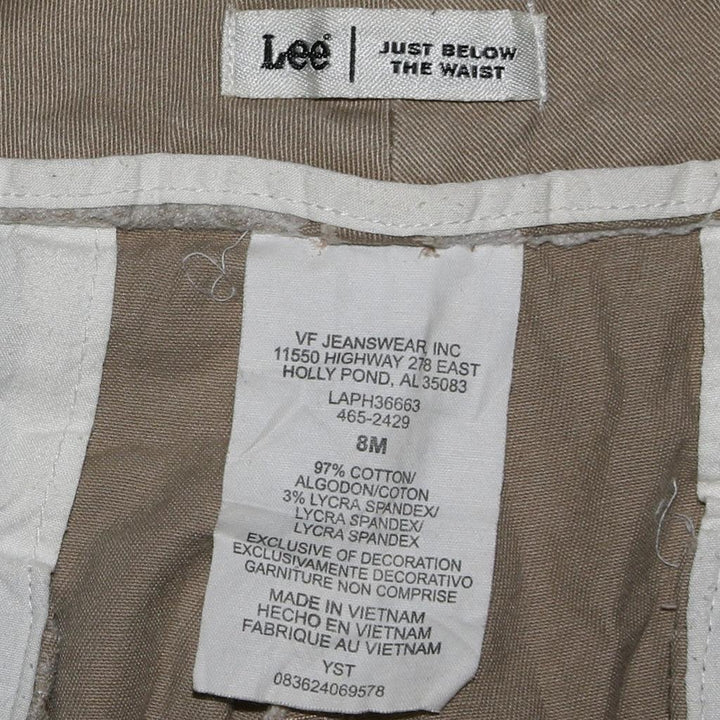 Lee® | JUST BELOW
THE WAIST
VF JEANSWEAR INC
11550 HIGHWAY 278 EAST
HOLLY POND, AL 35083
LAPH36663
465-2429
8M
97% COTTON/
ALGODON/COTON
3% LYCRA SPANDEX/
LYCRA SPANDEX/
LYCRA SPANDEX
EXCLUSIVE OF DECORATION
EXCLUSIVAMENTE DECORATIVO
GARNITURE NON COMPRISE
MADE IN VIETNAM
HECHO EN VIETNAM
FABRIQUE AU VIETNAM
YST
083624069578